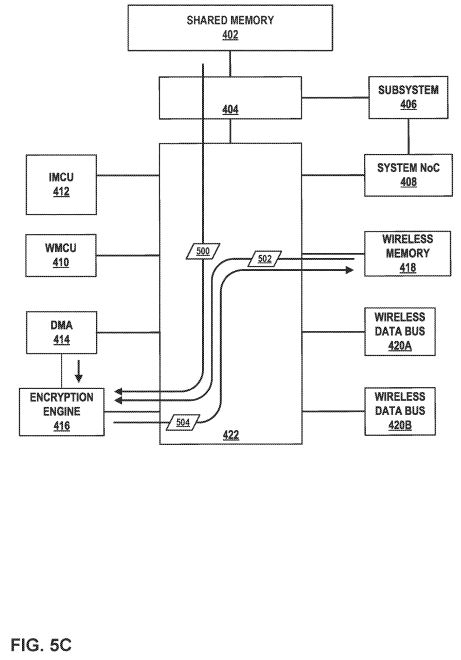 SHARED MEMORY
402
404
SUBSYSTEM
406
IMCU
412
SYSTEM NoC
408
WMCU
410
500
502
WIRELESS
MEMORY
418
DMA
414
WIRELESS
DATA BUS
420A
ENCRYPTION
ENGINE
416
504
422
WIRELESS
DATA BUS
420B
FIG. 5C